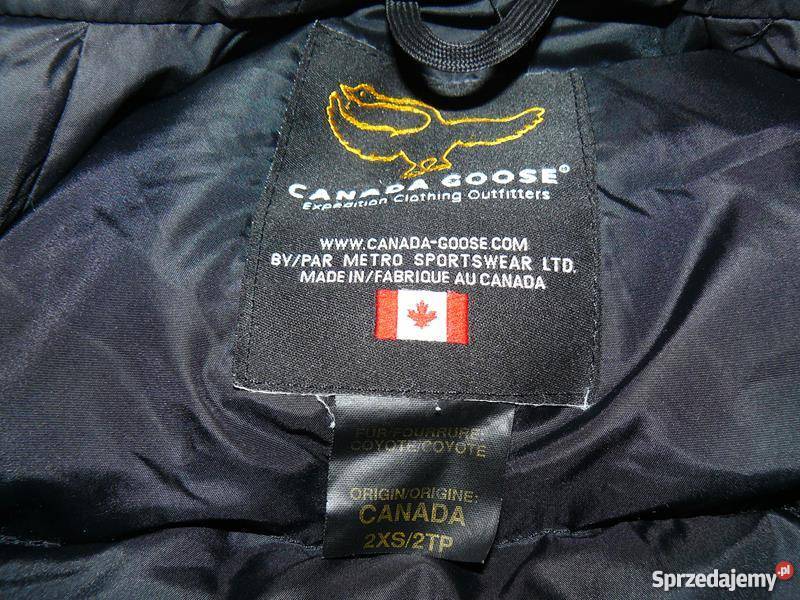 CANADA GOOSE®
Expedition Clothing Outfitters
WWW.CANADA-GOOSE.COM
BY/PAR METRO SPORTSWEAR LTD.
MADE IN/FABRIQUE AU CANADA
FUR/FOURRURE:
COYOTE/COYOTE
ORIGIN/ORIGINE:
CANADA
2XS/2TP
Sprzedajemy.pl